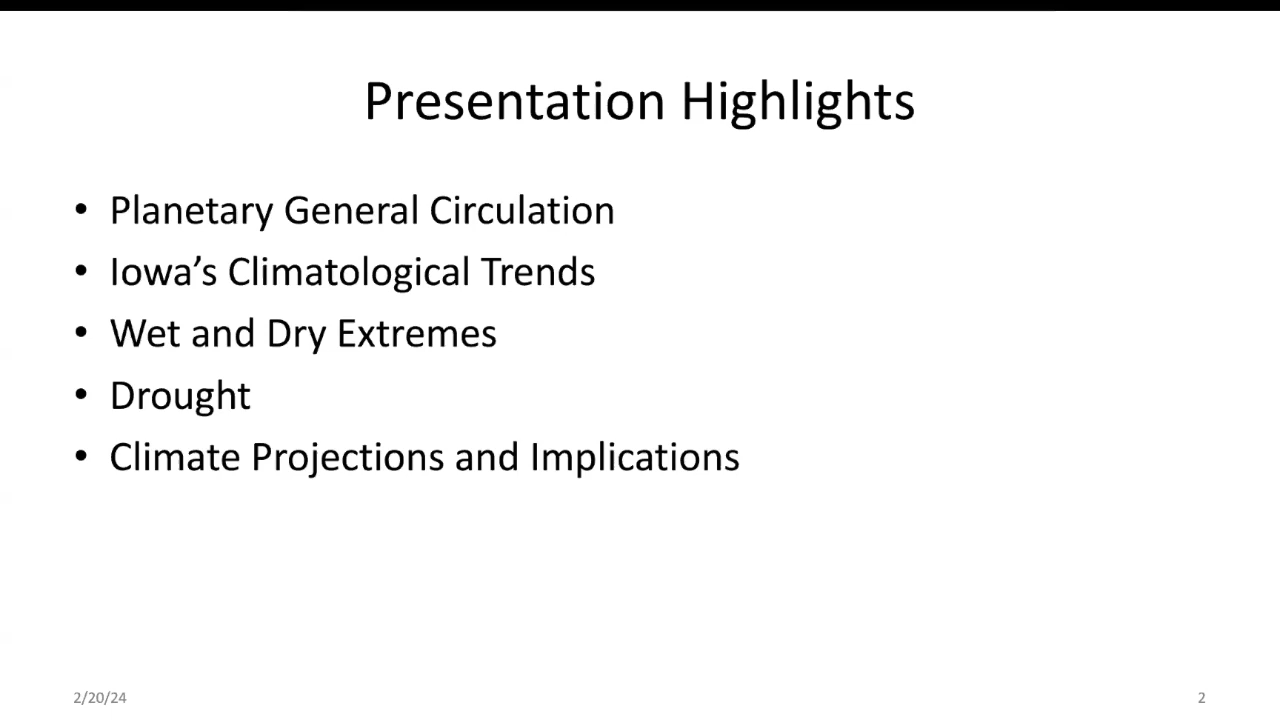 Presentation Highlights
• Planetary General Circulation
• Iowa’s Climatological Trends
• Wet and Dry Extremes
• Drought
• Climate Projections and Implications
2/20/24
2